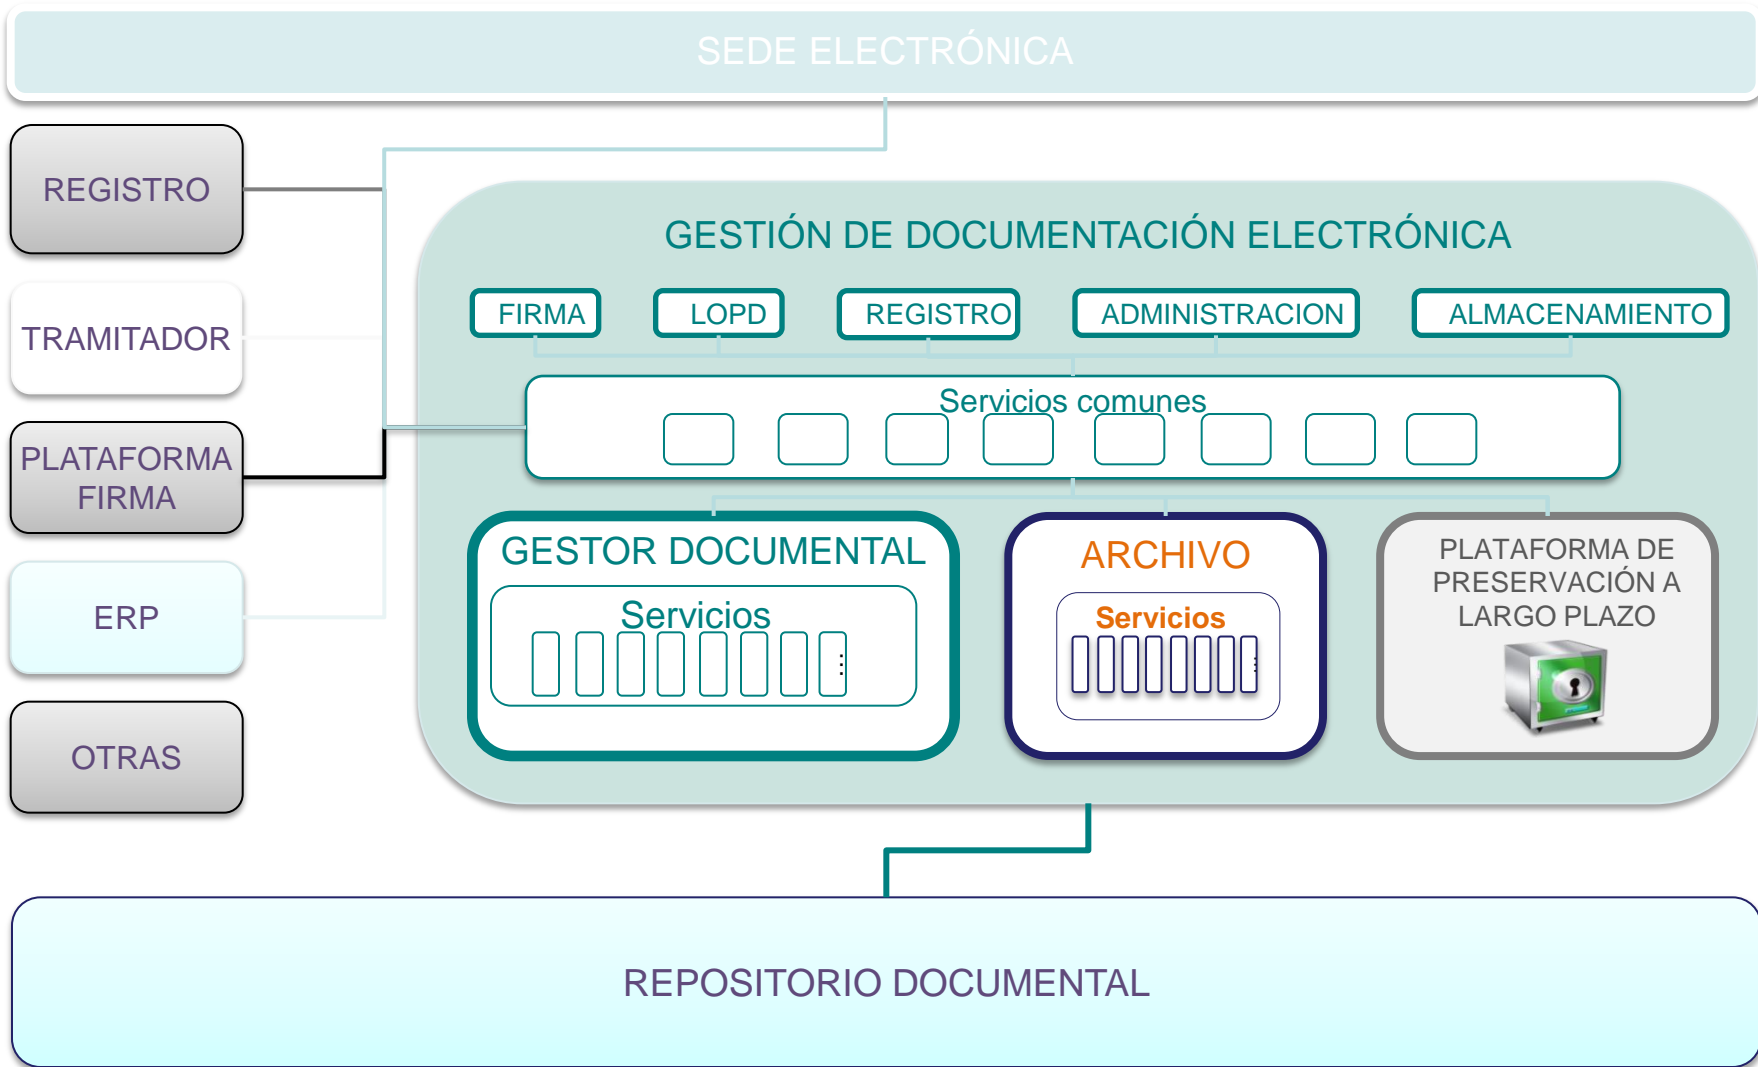 SEDE ELECTRÓNICA
REGISTRO
TRAMITADOR
PLATAFORMA
FIRMA
ERP
OTRAS
GESTIÓN DE DOCUMENTACIÓN ELECTRÓNICA
FIRMA
LOPD
REGISTRO
ADMINISTRACION
ALMACENAMIENTO
Servicios comunes
GESTOR DOCUMENTAL
Servicios
...
ARCHIVO
Servicios
...
PLATAFORMA DE
PRESERVACIÓN A
LARGO PLAZO
REPOSITORIO DOCUMENTAL